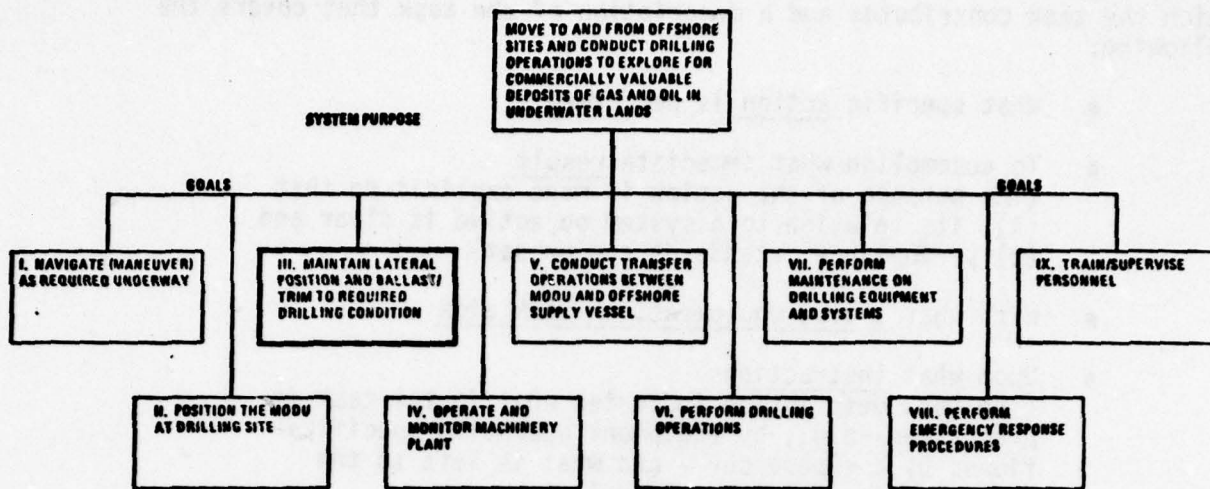 MOVE TO AND FROM OFFSHORE
SITES AND CONDUCT DRILLING
OPERATIONS TO EXPLORE FOR
COMMERCIALLY VALUABLE
DEPOSITS OF GAS AND OIL IN
UNDERWATER LANDS
SYSTEM PURPOSE
GOALS
GOALS
I. NAVIGATE (MANEUVER)
AS REQUIRED UNDERWAY
III. MAINTAIN LATERAL
POSITION AND BALLAST/
TRIM TO REQUIRED
DRILLING CONDITION
V. CONDUCT TRANSFER
OPERATIONS BETWEEN
MODU AND OFFSHORE
SUPPLY VESSEL
VII. PERFORM
MAINTENANCE ON
DRILLING EQUIPMENT
AND SYSTEMS
IX. TRAIN/SUPERVISE
PERSONNEL
II. POSITION THE MODU
AT DRILLING SITE
IV. OPERATE AND
MONITOR MACHINERY
PLANT
VI. PERFORM DRILLING
OPERATIONS
VIII. PERFORM
EMERGENCY RESPONSE
PROCEDURES